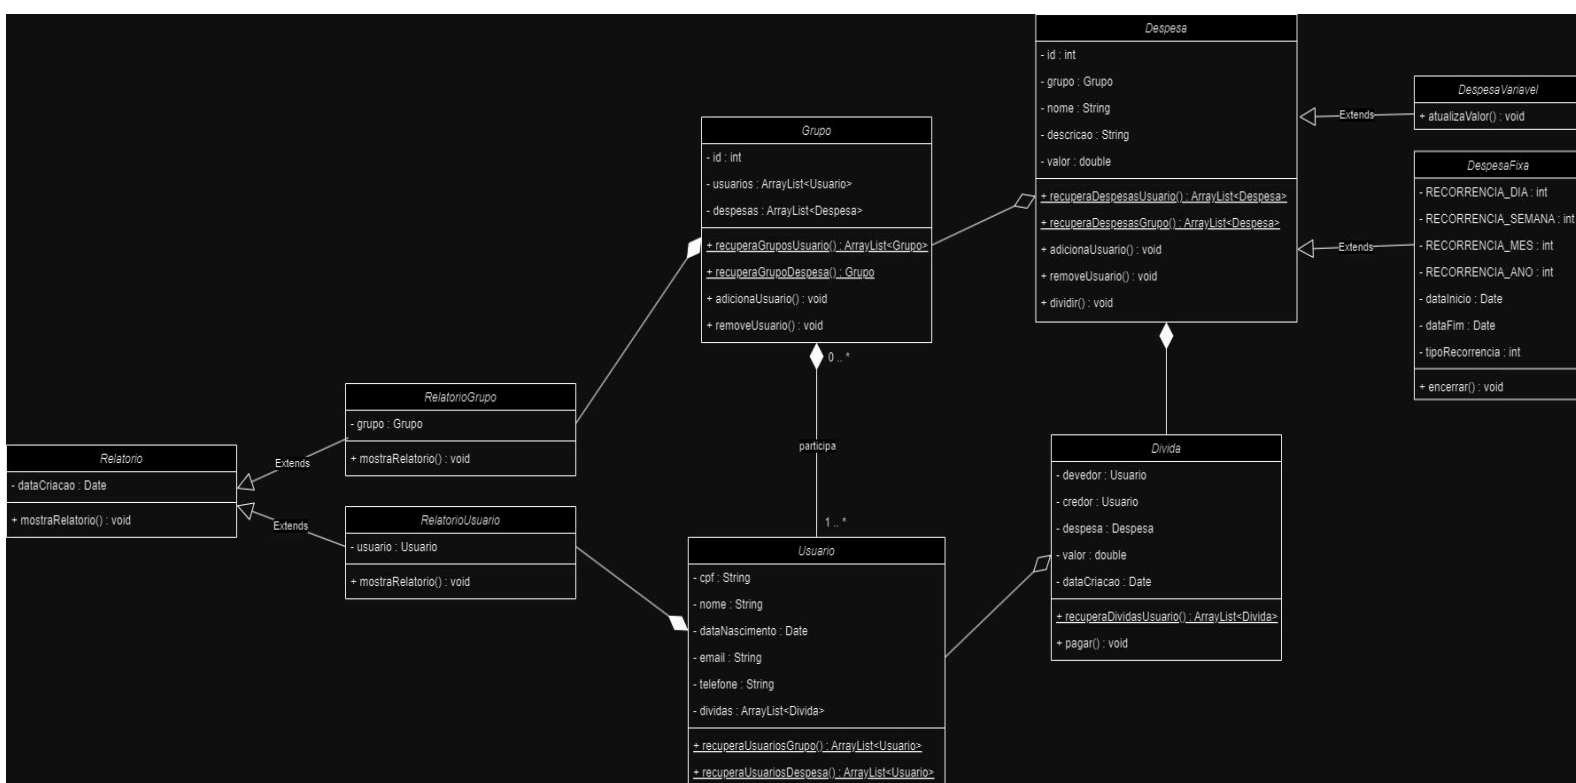 Despesa
- id : int
- grupo : Grupo
- nome : String
- descricao : String
- valor : double
+ recuperaDespesasUsuario() : ArrayList<Despesa>
+ recuperaDespesasGrupo() : ArrayList<Despesa>
+ adicionaUsuario() : void
+ removeUsuario() : void
+ dividir() : void
Extends
DespesaVariavel
+ atualizaValor() : void
Extends
DespesaFixa
- RECORRENCIA_DIA : int
- RECORRENCIA_SEMANA : int
- RECORRENCIA_MES : int
- RECORRENCIA_ANO : int
- dataInicio : Date
- dataFim : Date
- tipoRecorrencia : int
+ encerrar() : void
Grupo
- id : int
- usuarios : ArrayList<Usuario>
- despesas : ArrayList<Despesa>
+ recuperaGruposUsuario() : ArrayList<Grupo>
+ recuperaGrupoDespesa() : Grupo
+ adicionaUsuario() : void
+ removeUsuario() : void
0 .. *
participa
1 .. *
RelatorioGrupo
- grupo : Grupo
+ mostraRelatorio() : void
Extends
Relatorio
- dataCriacao : Date
+ mostraRelatorio() : void
Extends
RelatorioUsuario
- usuario : Usuario
+ mostraRelatorio() : void
Usuario
- cpf : String
- nome : String
- dataNascimento : Date
- email : String
- telefone : String
- dividas : ArrayList<Divida>
+ recuperaUsuariosGrupo() : ArrayList<Usuario>
+ recuperaUsuariosDespesa() : ArrayList<Usuario>
Divida
- devedor : Usuario
- credor : Usuario
- despesa : Despesa
- valor : double
- dataCriacao : Date
+ recuperaDividasUsuario() : ArrayList<Divida>
+ pagar() : void